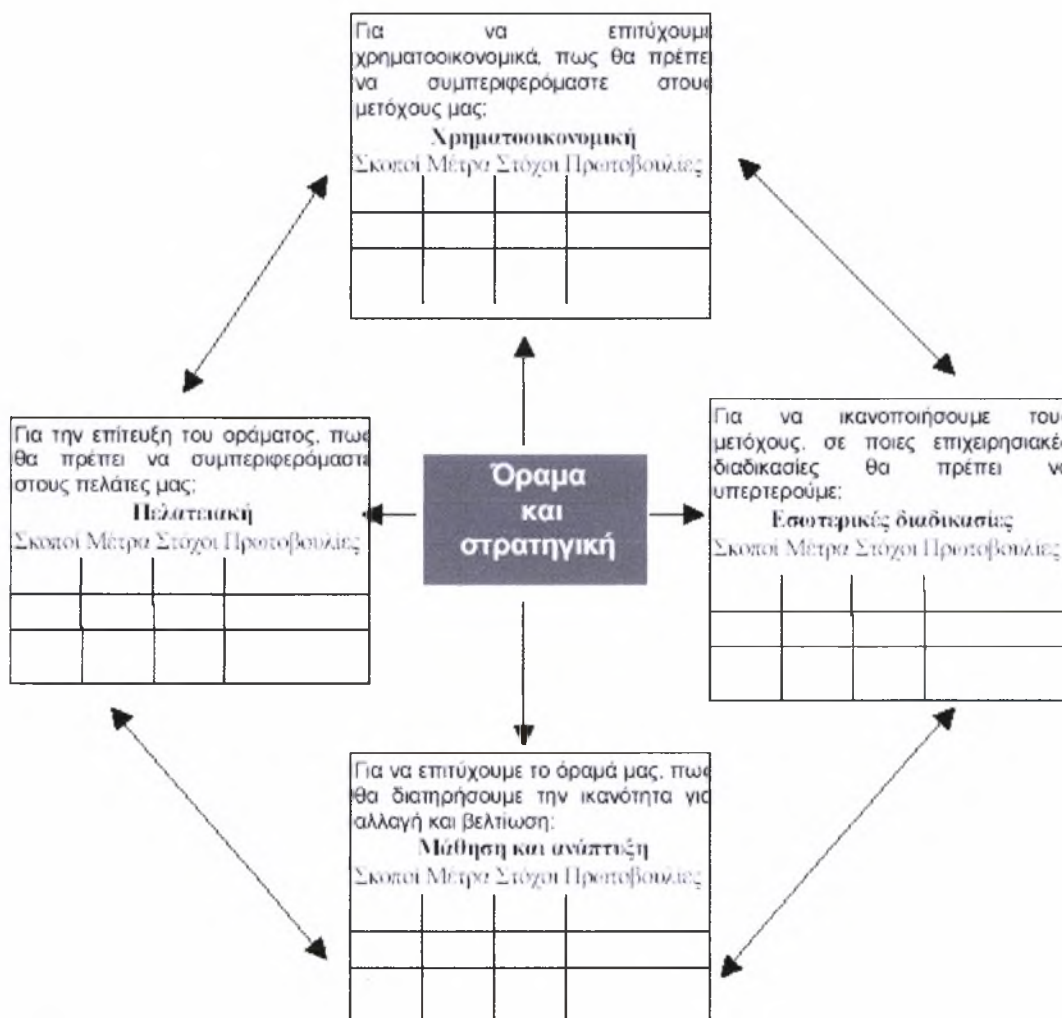 Για να επιτύχουμε
χρηματοοικονομικά, πως θα πρέπει
να συμπεριφερόμαστε στους
μετόχους μας;
Χρηματοοικονομική
Σκοποί Μέτρα Στόχοι Πρωτοβουλίες
Για την επίτευξη του οράματος, πως
θα πρέπει να συμπεριφερόμαστε
στους πελάτες μας;
Πελατειακή
Σκοποί Μέτρα Στόχοι Πρωτοβουλίες
Όραμα
και
στρατηγική
Για να ικανοποιήσουμε τους
μετόχους, σε ποιες επιχειρησιακές
διαδικασίες θα πρέπει να
υπερτερούμε;
Εσωτερικές διαδικασίες
Σκοποί Μέτρα Στόχοι Πρωτοβουλίες
Για να επιτύχουμε το όραμά μας, πως
θα διατηρήσουμε την ικανότητα για
αλλαγή και βελτίωση;
Μάθηση και ανάπτυξη
Σκοποί Μέτρα Στόχοι Πρωτοβουλίες